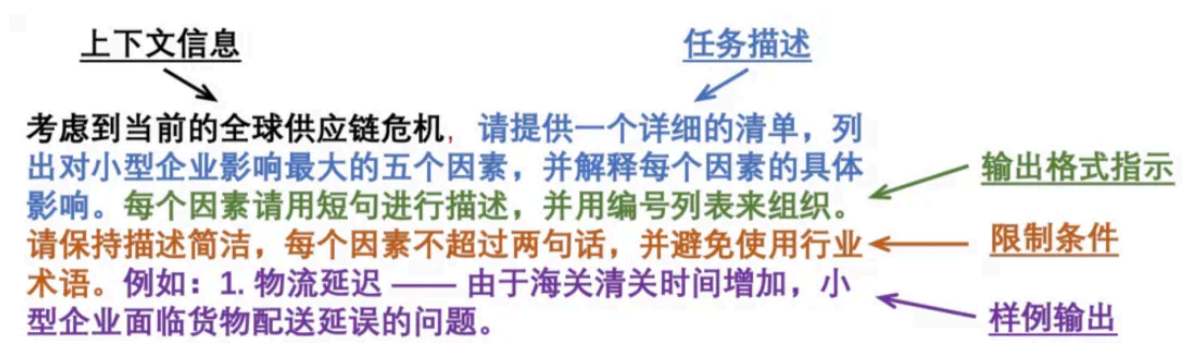 上下文信息
任务描述
考虑到当前的全球供应链危机，请提供一个详细的清单，列
出对小型企业影响最大的五个因素，并解释每个因素的具体
影响。每个因素请用短句进行描述，并用编号列表来组织。
输出格式指示
请保持描述简洁，每个因素不超过两句话，并避免使用行业
限制条件
术语。例如：1. 物流延迟 —— 由于海关清关时间增加，小
型企业面临货物配送延误的问题。
样例输出